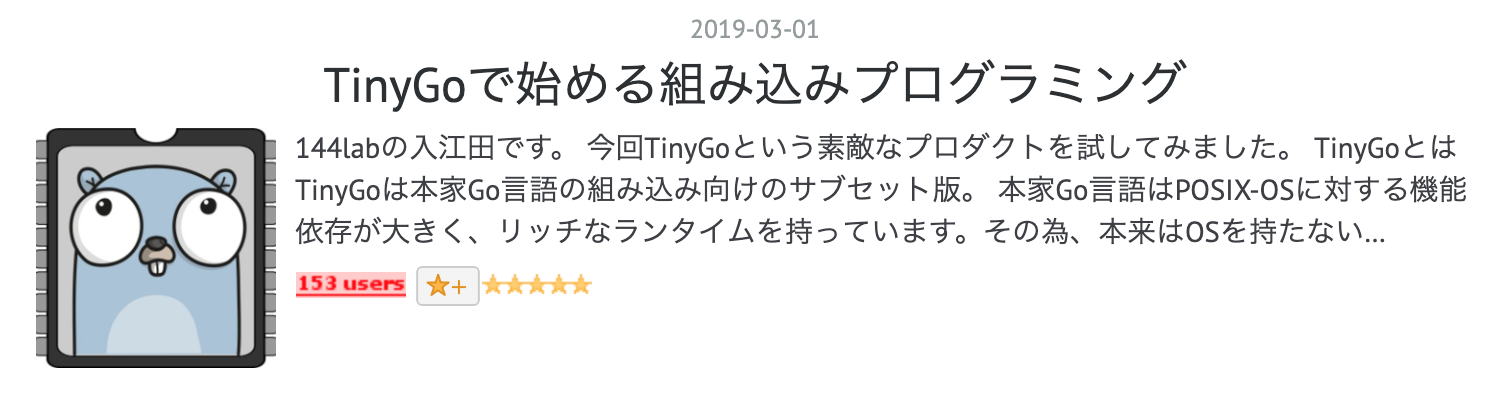 2019-03-01
TinyGoで始める組み込みプログラミング
144labの入江田です。 今回TinyGoという素敵なプロダクトを試してみました。 TinyGoとは
TinyGoは本家Go言語の組み込み向けのサブセット版。 本家Go言語はPOSIX-OSに対する機能
依存が大きく、リッチなランタイムを持っています。その為、本来はOSを持たない...
153 users ★+ ★★★★★